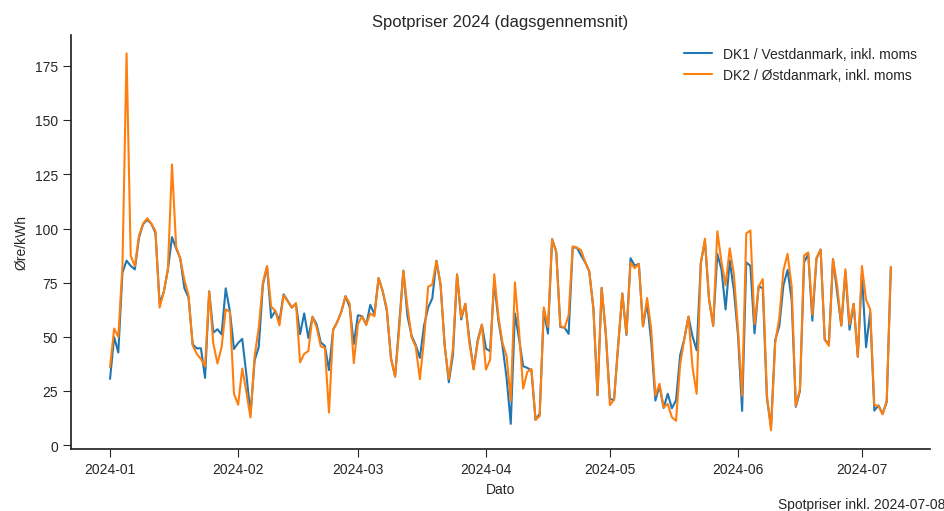 Spotpriser 2024 (dagsgennemsnit)
DK1 / Vestdanmark, inkl. moms
DK2 / Østdanmark, inkl. moms
Øre/kWh
175
150
125
100
75
50
25
0
2024-01
2024-02
2024-03
2024-04
2024-05
2024-06
2024-07
Dato
Spotpriser inkl. 2024-07-08